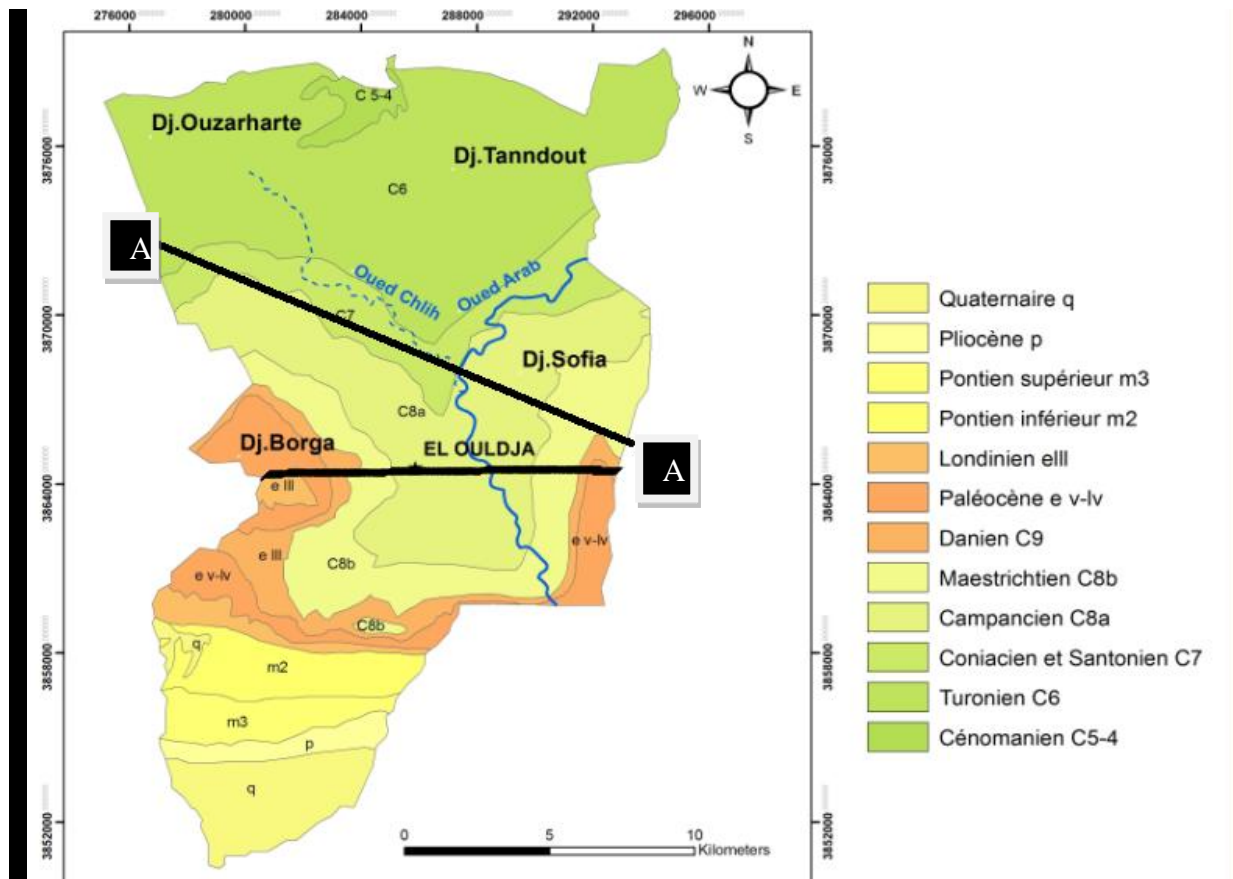 276000 280000 284000 288000 292000 296000
N
W E
S
C 5-4
Dj.Ouzarharte
Dj.Tanndout
3876000 3876000
C6
A
Oued Chlih
Oued Arab
3870000 3870000
C7
Dj.Sofia
C8a
Dj.Borga
EL OULDJA
A
3864000 3864000
e III
e III
e v-Iv
C8b
e v-Iv
C8b
q
m2
3858000 3858000
m3
p
q
3852000 3852000
0 5 10
Kilometers
Quaternaire q
Pliocène p
Pontien supérieur m3
Pontien inférieur m2
Londinien eIII
Paléocène e v-Iv
Danien C9
Maestrichtien C8b
Campancien C8a
Coniacien et Santonien C7
Turonien C6
Cénomanien C5-4